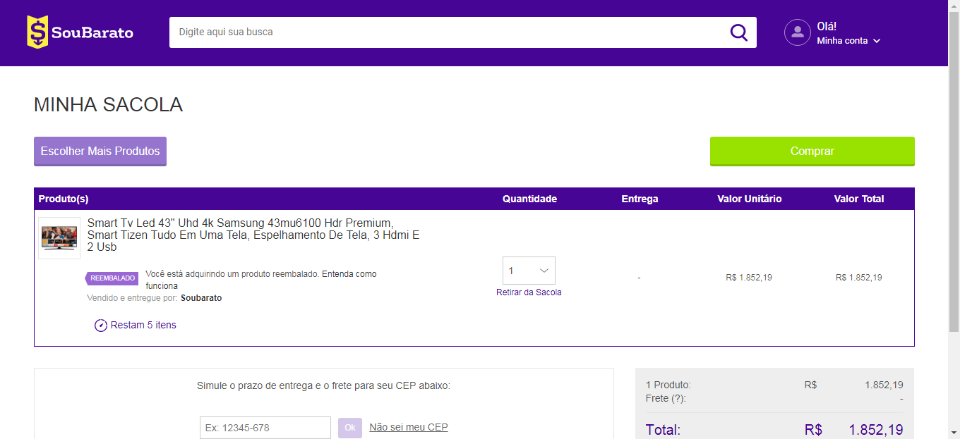 SouBarato
Digite aqui sua busca
Olá!
Minha conta
MINHA SACOLA
Escolher Mais Produtos
Comprar
Produto(s) Quantidade Entrega Valor Unitário Valor Total
Smart Tv Led 43" Uhd 4k Samsung 43mu6100 Hdr Premium,
Smart Tizen Tudo Em Uma Tela, Espelhamento De Tela, 3 Hdmi E
2 Usb
REEMBALADO Você está adquirindo um produto reembalado. Entenda como
funciona
Vendido e entregue por: Soubarato
1 - R$ 1.852,19 R$ 1.852,19
Retirar da Sacola
Restam 5 itens
Simule o prazo de entrega e o frete para seu CEP abaixo:
Ex: 12345-678 Ok Não sei meu CEP
1 Produto: R$ 1.852,19
Frete (?): -
Total: R$ 1.852,19